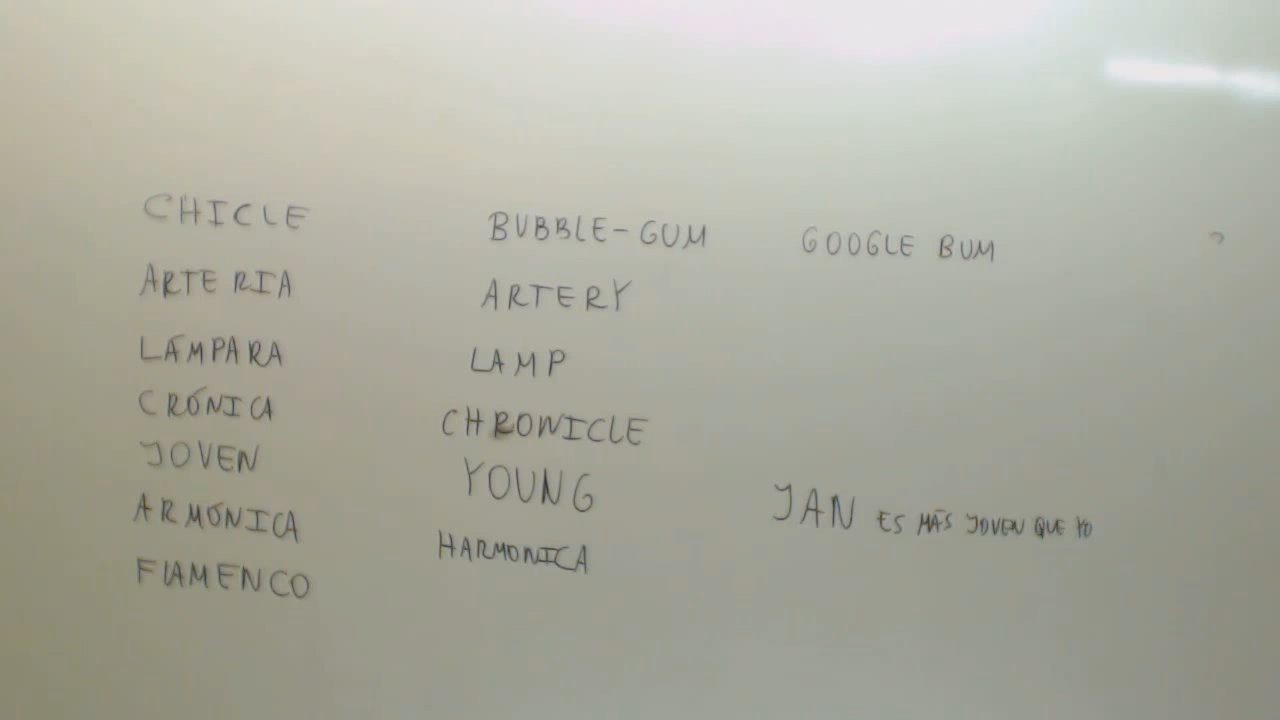 CHICLE BUBBLE-GUM GOOGLE BUM
ARTERIA ARTERY
LÁMPARA LAMP
CRÓNICA CHRONICLE
JOVEN YOUNG JAN ES MÁS JOVEN QUE YO
ARMÓNICA HARMONICA
FLAMENCO